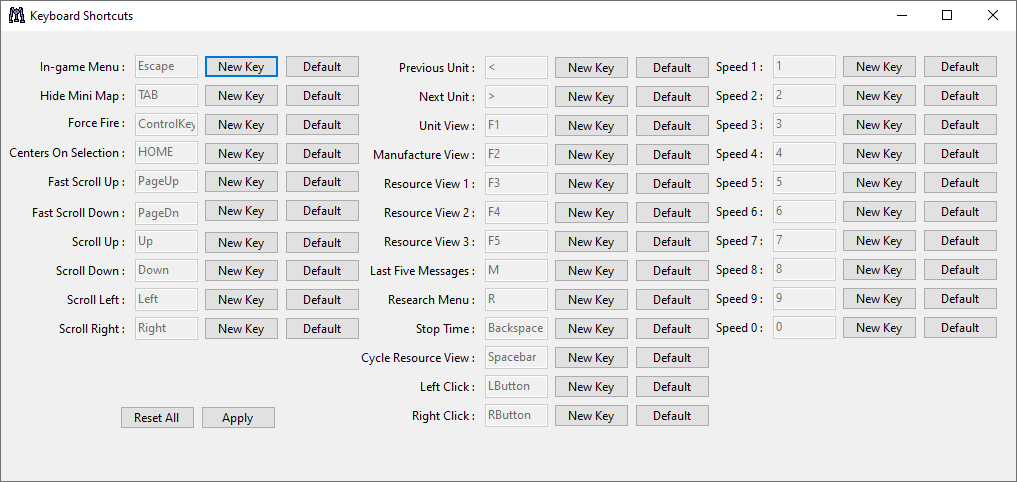 Keyboard Shortcuts
In-game Menu : Escape New Key Default
Hide Mini Map : TAB New Key Default
Force Fire : ControlKey New Key Default
Centers On Selection : HOME New Key Default
Fast Scroll Up : PageUp New Key Default
Fast Scroll Down : PageDn New Key Default
Scroll Up : Up New Key Default
Scroll Down : Down New Key Default
Scroll Left : Left New Key Default
Scroll Right : Right New Key Default
Reset All Apply
Previous Unit : < New Key Default
Next Unit : > New Key Default
Unit View : F1 New Key Default
Manufacture View : F2 New Key Default
Resource View 1 : F3 New Key Default
Resource View 2 : F4 New Key Default
Resource View 3 : F5 New Key Default
Last Five Messages : M New Key Default
Research Menu : R New Key Default
Stop Time : Backspace New Key Default
Cycle Resource View : Spacebar New Key Default
Left Click : LButton New Key Default
Right Click : RButton New Key Default
Speed 1 : 1 New Key Default
Speed 2 : 2 New Key Default
Speed 3 : 3 New Key Default
Speed 4 : 4 New Key Default
Speed 5 : 5 New Key Default
Speed 6 : 6 New Key Default
Speed 7 : 7 New Key Default
Speed 8 : 8 New Key Default
Speed 9 : 9 New Key Default
Speed 0 : 0 New Key Default